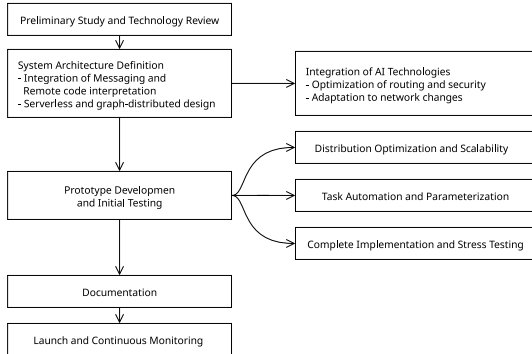 Preliminary Study and Technology Review
System Architecture Definition
- Integration of Messaging and
Remote code interpretation
- Serverless and graph-distributed design
Integration of AI Technologies
- Optimization of routing and security
- Adaptation to network changes
Prototype Developmen
and Initial Testing
Distribution Optimization and Scalability
Task Automation and Parameterization
Complete Implementation and Stress Testing
Documentation
Launch and Continuous Monitoring